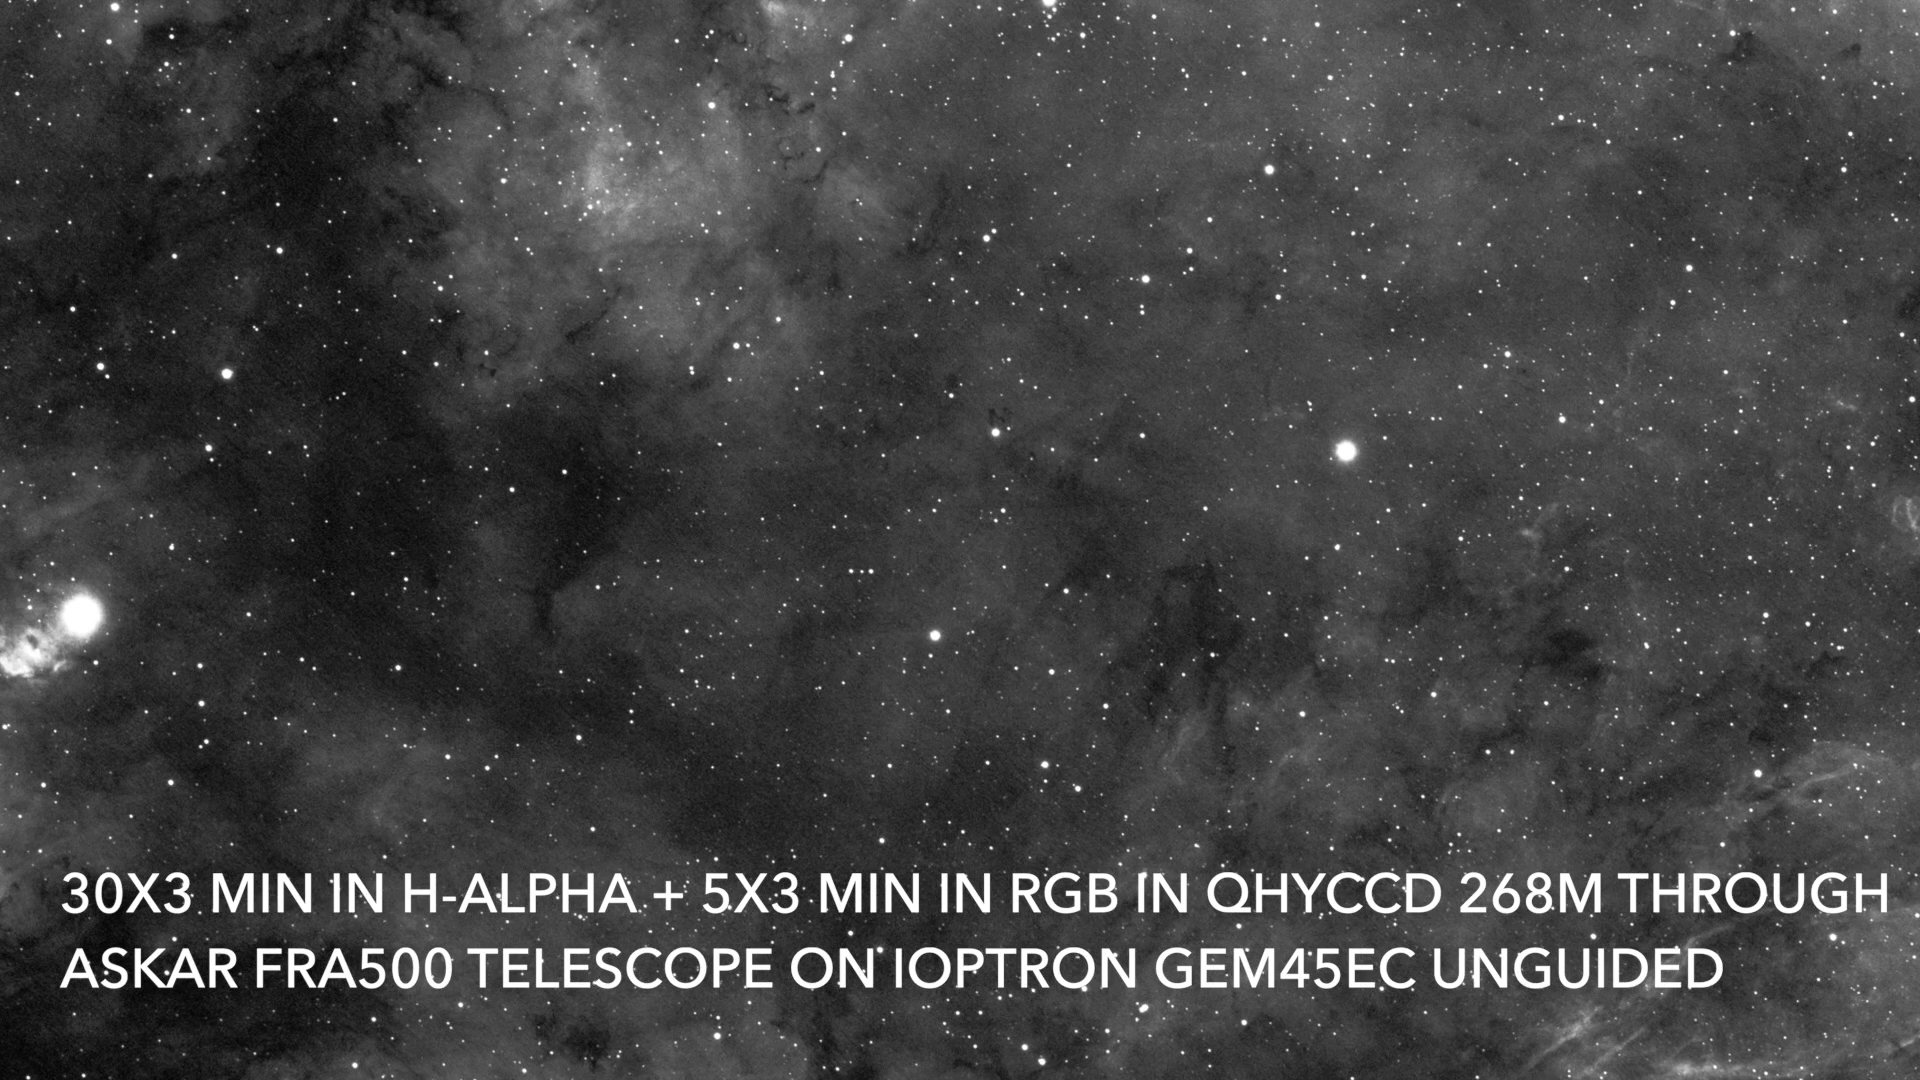 30X3 MIN IN H-ALPHA + 5X3 MIN IN RGB IN QHYCCD 268M THROUGH
ASKAR FRA500 TELESCOPE ON IOPTRON GEM45EC UNGUIDED